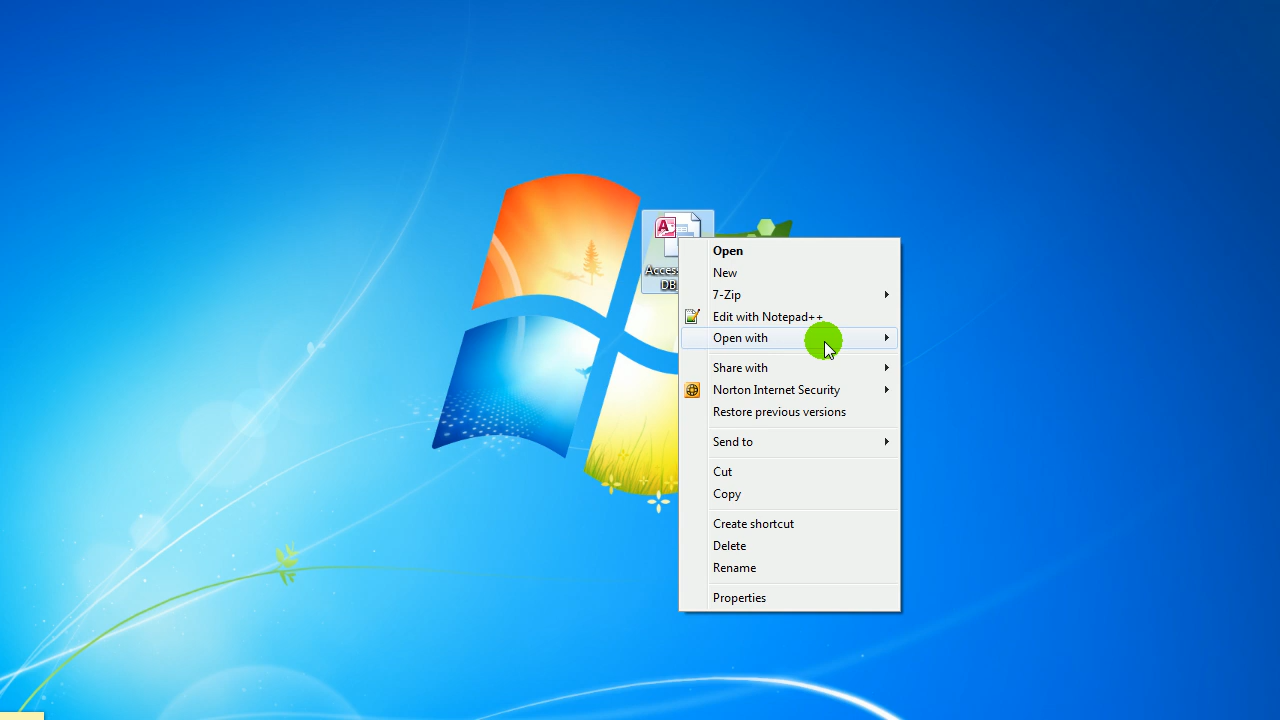 A
Access
DB
Open
New
7-Zip
Edit with Notepad++
Open with
Share with
Norton Internet Security
Restore previous versions
Send to
Cut
Copy
Create shortcut
Delete
Rename
Properties